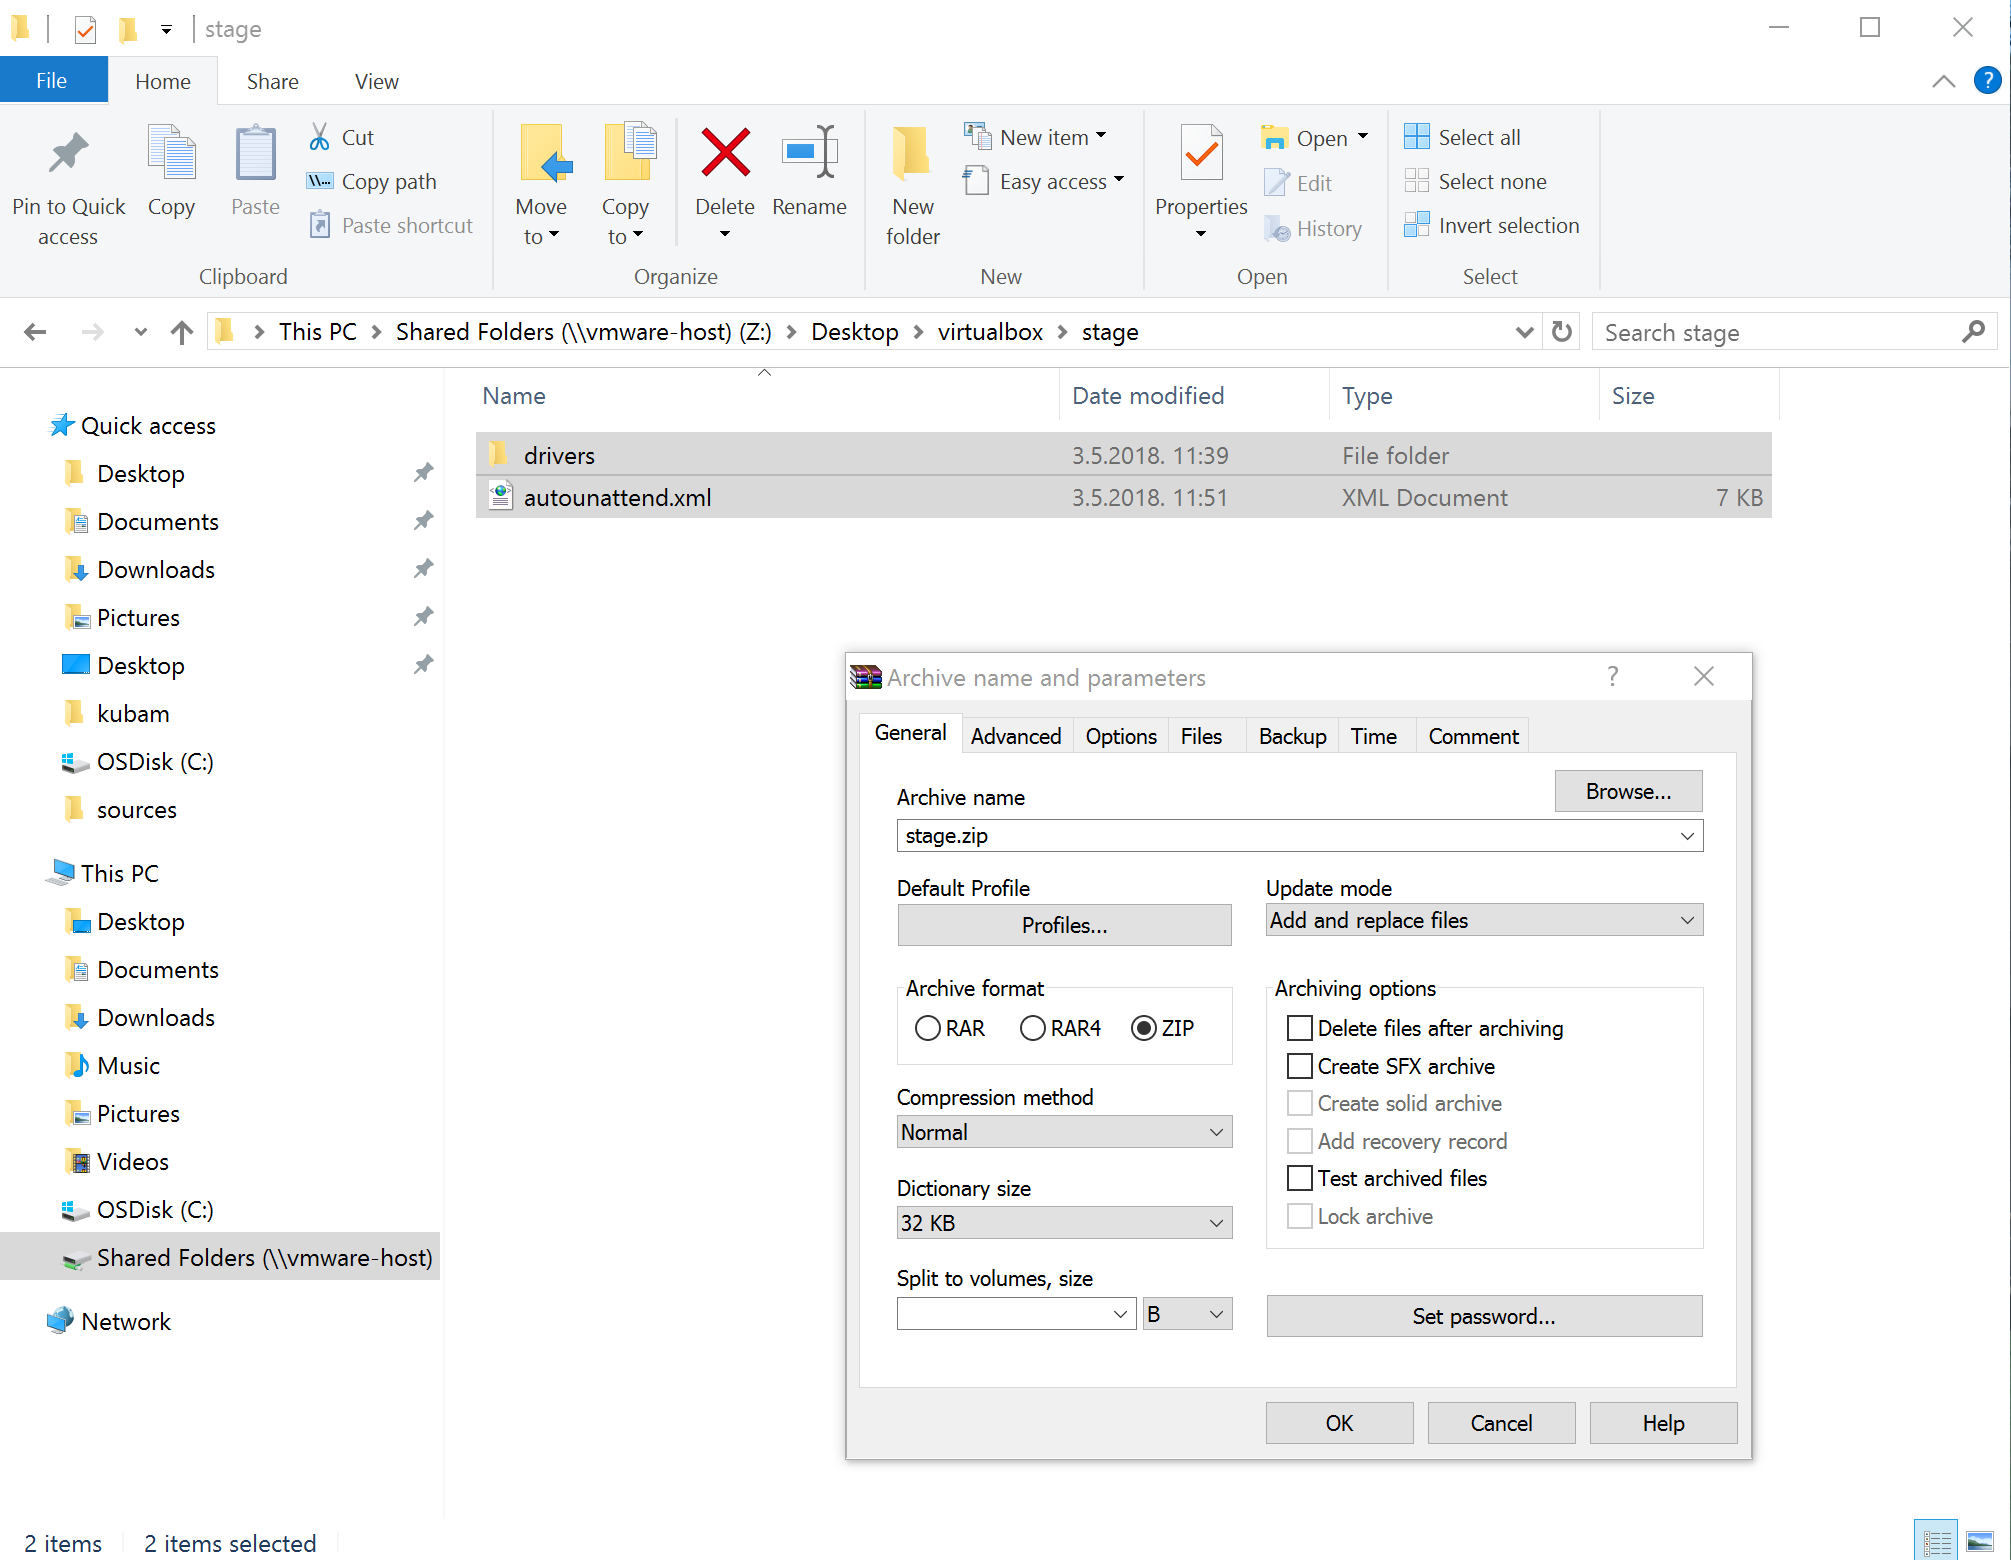 stage
File
Home
Share
View
?
Pin to Quick access
Copy
Paste
Cut
Copy path
Paste shortcut
Clipboard
Move to
Copy to
Delete
Rename
Organize
New folder
New item
Easy access
New
Properties
Open
Edit
History
Open
Select all
Select none
Invert selection
Select
This PC
Shared Folders (\\vmware-host) (Z:)
Desktop
virtualbox
stage
Search stage
Name
Date modified
Type
Size
drivers 3.5.2018. 11:39 File folder
autounattend.xml 3.5.2018. 11:51 XML Document 7 KB
Quick access
Desktop
Documents
Downloads
Pictures
Desktop
kubam
OSDisk (C:)
sources
This PC
Desktop
Documents
Downloads
Music
Pictures
Videos
OSDisk (C:)
Shared Folders (\\vmware-host)
Network
Archive name and parameters
?
General
Advanced
Options
Files
Backup
Time
Comment
Archive name
Browse...
stage.zip
Default Profile
Profiles...
Update mode
Add and replace files
Archive format
RAR
RAR4
ZIP
Compression method
Normal
Dictionary size
32 KB
Split to volumes, size
B
Archiving options
Delete files after archiving
Create SFX archive
Create solid archive
Add recovery record
Test archived files
Lock archive
Set password...
OK
Cancel
Help
2 items
2 items selected